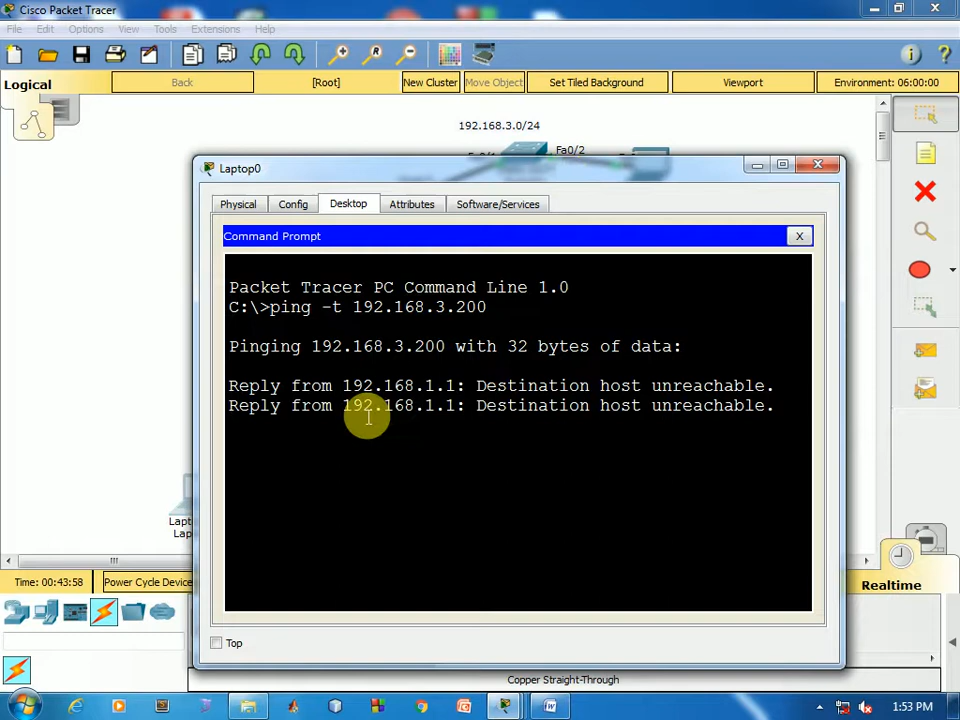 Cisco Packet Tracer
File Edit Options View Tools Extensions Help
Logical Back [Root] New Cluster Move Object Set Tiled Background Viewport Environment: 06:00:00
192.168.3.0/24
Fa0/2
Laptop0
Physical Config Desktop Attributes Software/Services
Command Prompt X
Packet Tracer PC Command Line 1.0
C:\>ping -t 192.168.3.200
Pinging 192.168.3.200 with 32 bytes of data:
Reply from 192.168.1.1: Destination host unreachable.
Reply from 192.168.1.1: Destination host unreachable.
Lapt
Lap
Top
Time: 00:43:58 Power Cycle Device Realtime
Copper Straight-Through
1:53 PM